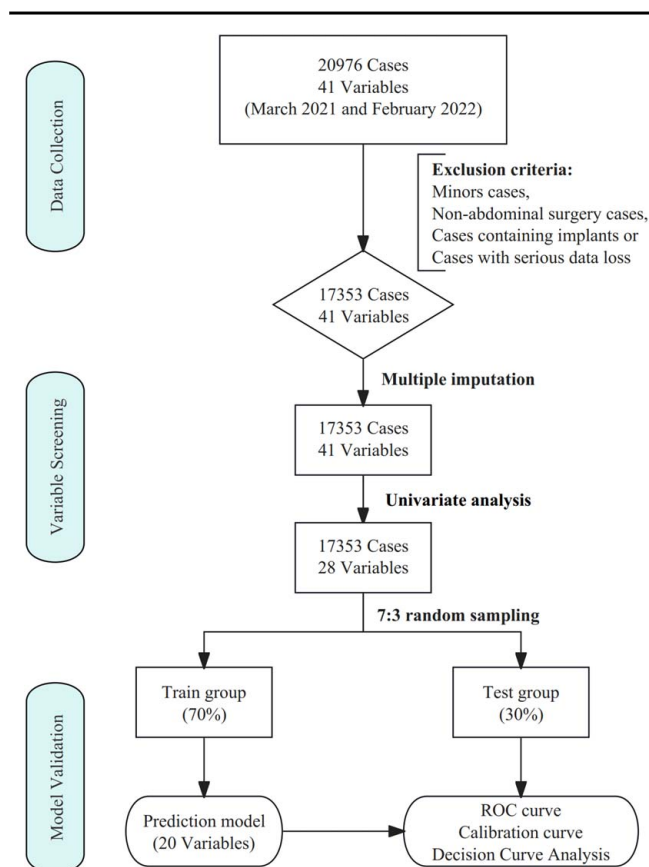 Data Collection
20976 Cases
41 Variables
(March 2021 and February 2022)
Exclusion criteria:
Minors cases,
Non-abdominal surgery cases,
Cases containing implants or
Cases with serious data loss
17353 Cases
41 Variables
Variable Screening
Multiple imputation
17353 Cases
41 Variables
Univariate analysis
17353 Cases
28 Variables
7:3 random sampling
Model Validation
Train group
(70%)
Test group
(30%)
Prediction model
(20 Variables)
ROC curve
Calibration curve
Decision Curve Analysis